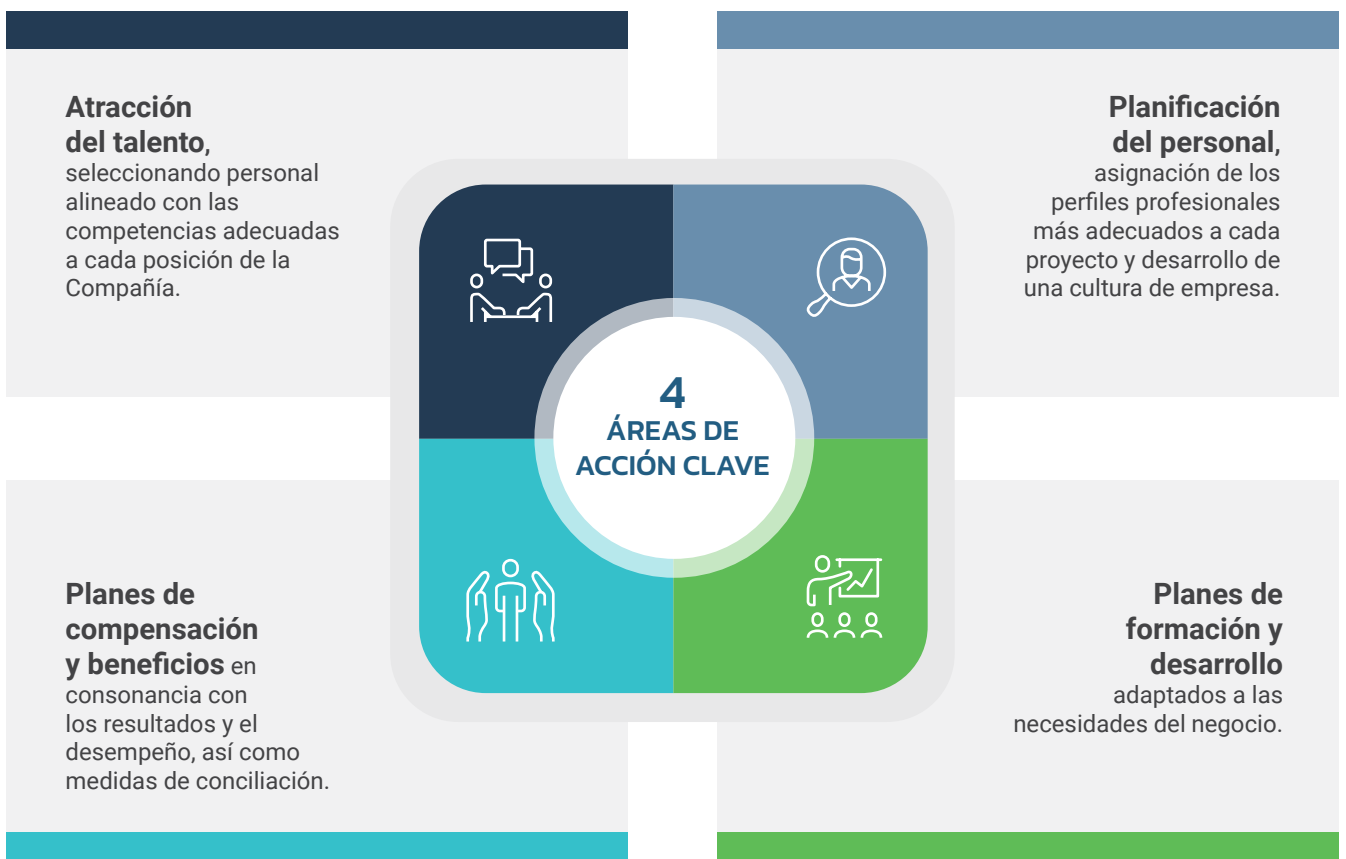 Atracción
del talento,
seleccionando personal
alineado con las
competencias adecuadas
a cada posición de la
Compañía.
Planificación
del personal,
asignación de los
perfiles profesionales
más adecuados a cada
proyecto y desarrollo de
una cultura de empresa.
4
ÁREAS DE
ACCIÓN CLAVE
Planes de
compensación
y beneficios en
consonancia con
los resultados y el
desempeño, así como
medidas de conciliación.
Planes de
formación y
desarrollo
adaptados a las
necesidades del negocio.